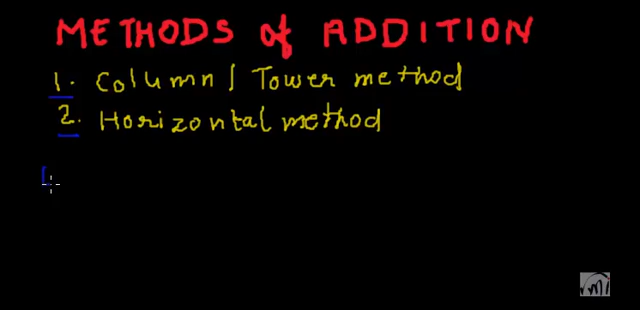 METHODS of ADDITION
1. Column / Tower method
2. Horizontal method